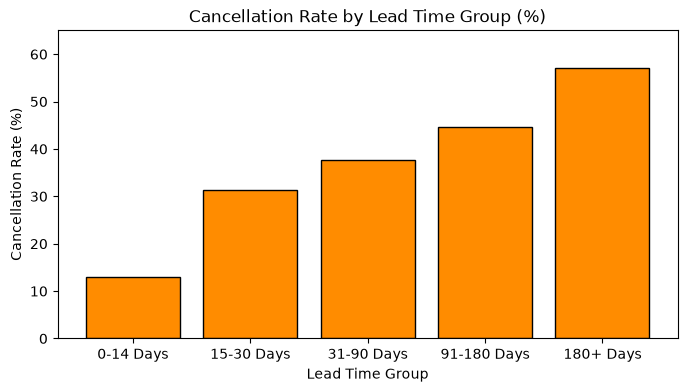 Cancellation Rate by Lead Time Group (%)
Cancellation Rate (%)
60
50
40
30
20
10
0
0-14 Days 15-30 Days 31-90 Days 91-180 Days 180+ Days
Lead Time Group